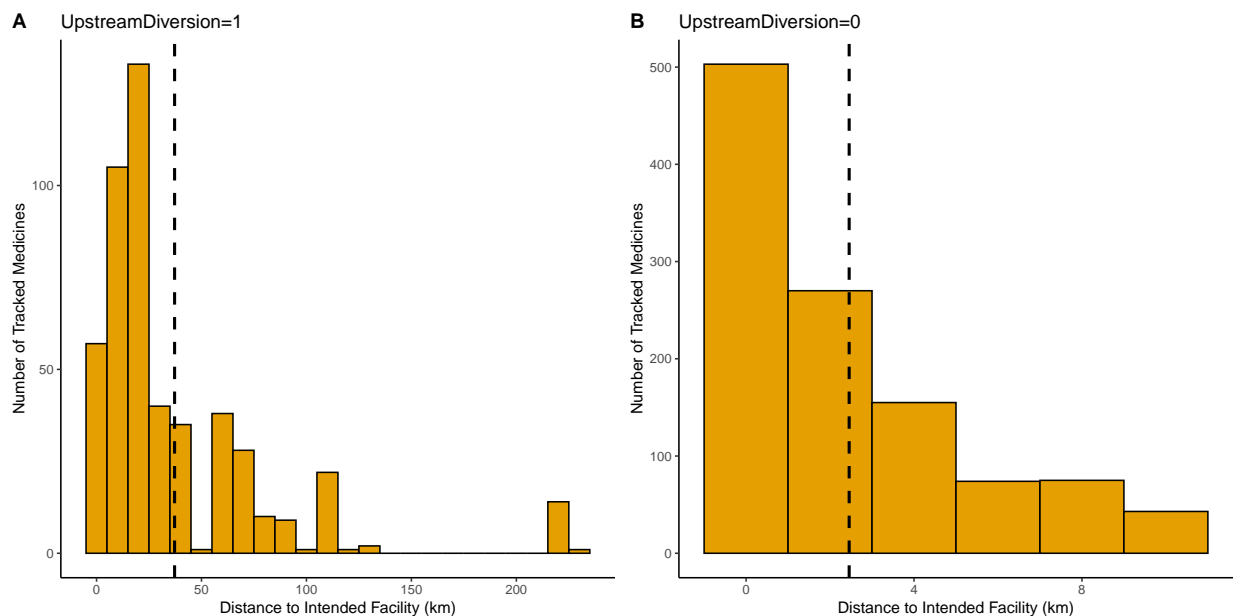 A
UpstreamDiversion=1
Number of Tracked Medicines
100
50
0
0 50 100 150 200
Distance to Intended Facility (km)
B
UpstreamDiversion=0
Number of Tracked Medicines
500
400
300
200
100
0
0 4 8
Distance to Intended Facility (km)